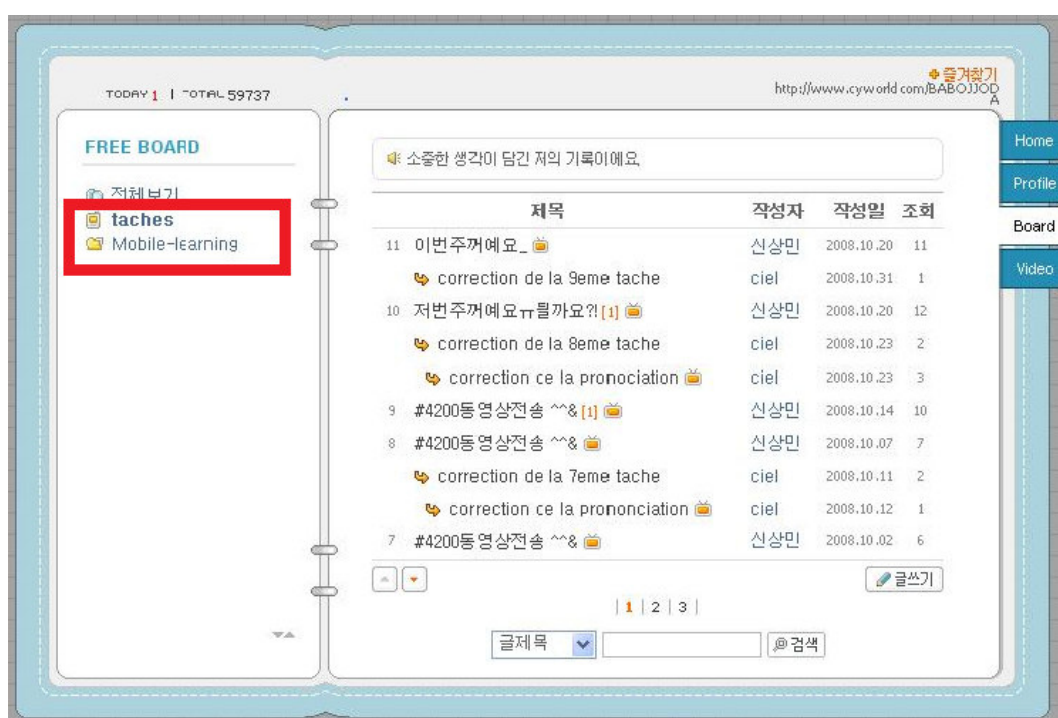 TODAY 1 | TOTAL 59737
즐겨찾기
http://www.cyworld.com/BABOJJODA
FREE BOARD
전체보기
taches
Mobile-learning
Home
Profile
Board
Video
소중한 생각이 담긴 저의 기록이에요.
제목 작성자 작성일 조회
11 이번주꺼예요_ 신상민 2008.10.20 11
correction de la 9eme tache ciel 2008.10.31 1
10 저번주꺼예요ㅠ될까요?! [1] 신상민 2008.10.20 12
correction de la 8eme tache ciel 2008.10.23 2
correction ce la pronociation ciel 2008.10.23 3
9 #4200동영상전송 ^^& [1] 신상민 2008.10.14 10
8 #4200동영상전송 ^^& 신상민 2008.10.07 7
correction de la 7eme tache ciel 2008.10.11 2
correction ce la prononciation ciel 2008.10.12 1
7 #4200동영상전송 ^^& 신상민 2008.10.02 6
글쓰기
| 1 | 2 | 3 |
글제목 검색